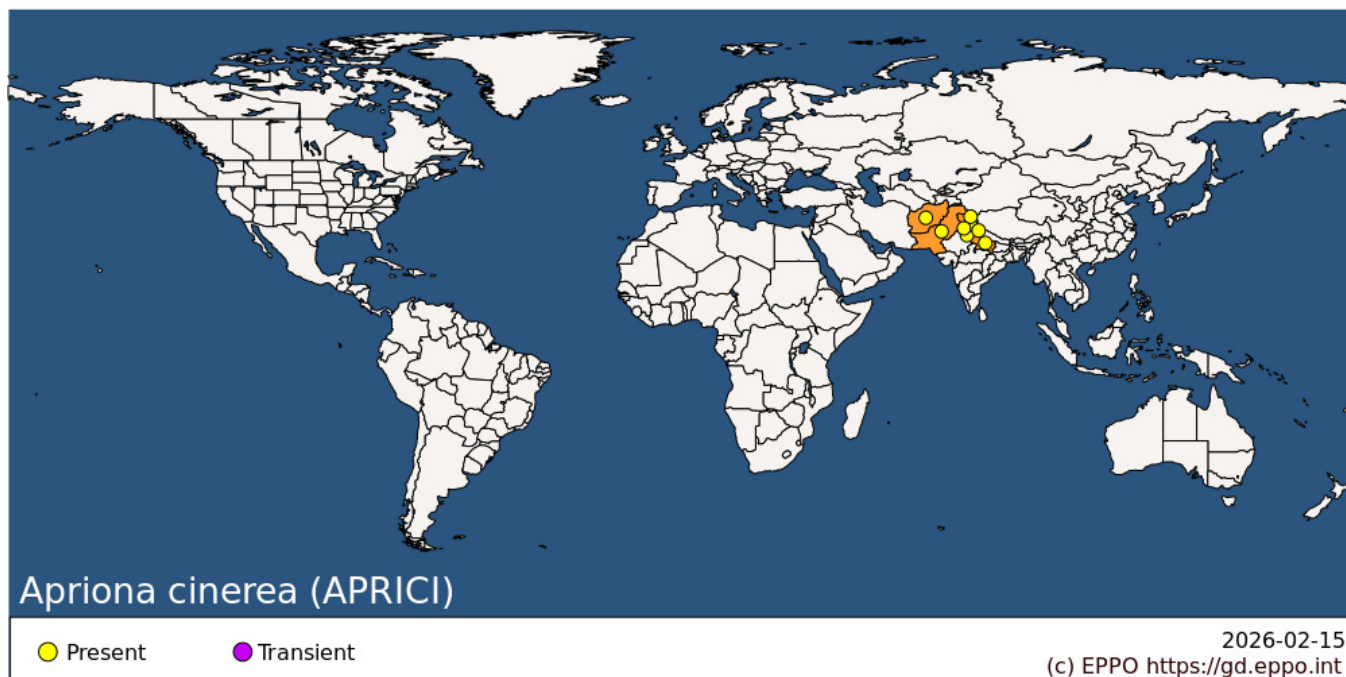 Apriona cinerea (APRICI)
Present
Transient
2026-02-15
(c) EPPO https://gd.eppo.int